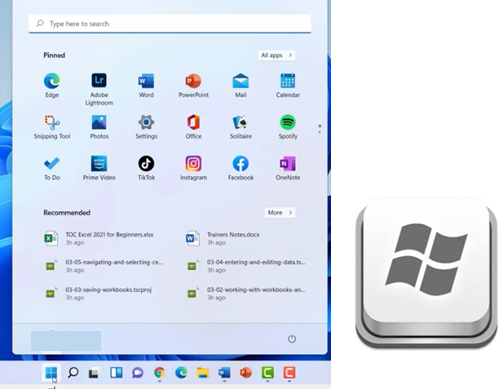 Type here to search
Pinned
All apps >
Edge
Adobe
Lightroom
Word
PowerPoint
Mail
Calendar
Snipping Tool
Photos
Settings
Office
Solitaire
Spotify
To Do
Prime Video
TikTok
Instagram
Facebook
OneNote
Recommended
More >
TOC Excel 2021 for Beginners.xlsx
3h ago
Trainers Notes.docx
3h ago
03-05-navigating-and-selecting-ce...
3h ago
03-04-entering-and-editing-data.ts...
3h ago
03-03-saving-workbooks.tscproj
3h ago
03-02-working-with-workbooks-an...
3h ago